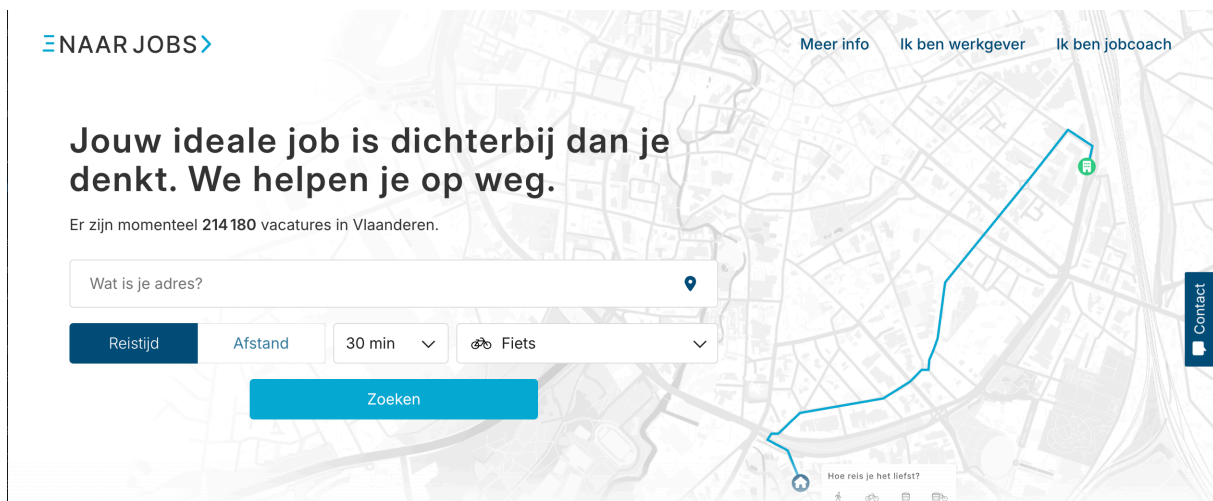 NAAR JOBS
Meer info Ik ben werkgever Ik ben jobcoach
Jouw ideale job is dichterbij dan je
denkt. We helpen je op weg.
Er zijn momenteel 214 180 vacatures in Vlaanderen.
Wat is je adres?
Reistijd Afstand 30 min Fiets
Zoeken
Contact
Hoe reis je het liefst?